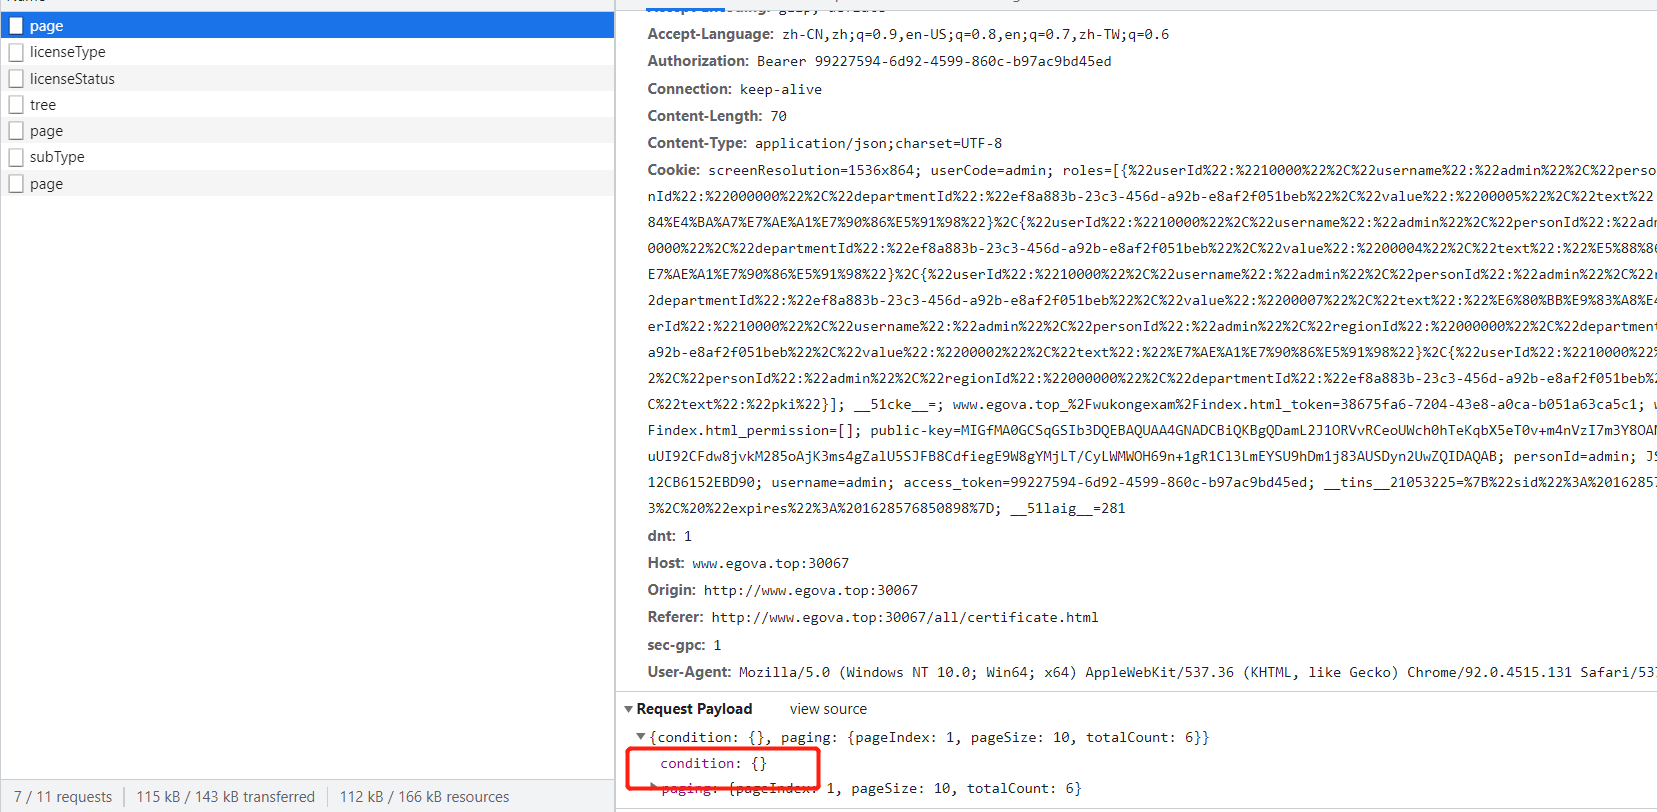 page
licenseType
licenseStatus
tree
page
subType
page
7 / 11 requests
115 kB / 143 kB transferred
112 kB / 166 kB resources
Accept-Language: zh-CN,zh;q=0.9,en-US;q=0.8,en;q=0.7,zh-TW;q=0.6
Authorization: Bearer 99227594-6d92-4599-860c-b97ac9bd45ed
Connection: keep-alive
Content-Length: 70
Content-Type: application/json;charset=UTF-8
Cookie: screenResolution=1536x864; userCode=admin; roles=[{%22userId%22:%2210000%22%2C%22username%22:%22admin%22%2C%22perso
nId%22:%22000000%22%2C%22departmentId%22:%22ef8a883b-23c3-456d-a92b-e8af2f051beb%22%2C%22value%22:%2200005%22%2C%22text%22
84%E4%BA%A7%E7%AE%A1%E7%90%86%E5%91%98%22}%2C{%22userId%22:%2210000%22%2C%22username%22:%22admin%22%2C%22personId%22:%22ad
0000%22%2C%22departmentId%22:%22ef8a883b-23c3-456d-a92b-e8af2f051beb%22%2C%22value%22:%2200004%22%2C%22text%22:%22%E5%88%86
E7%AE%A1%E7%90%86%E5%91%98%22}%2C{%22userId%22:%2210000%22%2C%22username%22:%22admin%22%2C%22personId%22:%22admin%22%2C%22
2departmentId%22:%22ef8a883b-23c3-456d-a92b-e8af2f051beb%22%2C%22value%22:%2200007%22%2C%22text%22:%22%E6%80%BB%E9%83%A8%E4
erId%22:%2210000%22%2C%22username%22:%22admin%22%2C%22personId%22:%22admin%22%2C%22regionId%22:%22000000%22%2C%22department
a92b-e8af2f051beb%22%2C%22value%22:%2200002%22%2C%22text%22:%22%E7%AE%A1%E7%90%86%E5%91%98%22}%2C{%22userId%22:%2210000%22%
2%2C%22personId%22:%22admin%22%2C%22regionId%22:%22000000%22%2C%22departmentId%22:%22ef8a883b-23c3-456d-a92b-e8af2f051beb%2
C%22text%22:%22pki%22}]; __51cke__=; www.egova.top_%2Fwukongexam%2Findex.html_token=38675fa6-7204-43e8-a0ca-b051a63ca5c1; w
Findex.html_permission=[]; public-key=MIGfMA0GCSqGSIb3DQEBAQUAA4GNADCBiQKBgQDamL2J1ORVvRCeoUWch0hTeKqbX5eT0v+m4nVzI7m3Y8OAN
uUI92CFdw8jvkM285oAjK3ms4gZalU5SJFB8CdfiegE9W8gYMjLT/CyLWMWOH69n+1gR1Cl3LmEYSU9hDm1j83AUSDyn2UwZQIDAQAB; personId=admin; JS
12CB6152EBD90; username=admin; access_token=99227594-6d92-4599-860c-b97ac9bd45ed; __tins__21053225=%7B%22sid%22%3A%2016285​7
3%2C%20%22expires%22%3A%201628576850898%7D; __51laig__=281
dnt: 1
Host: www.egova.top:30067
Origin: http://www.egova.top:30067
Referer: http://www.egova.top:30067/all/certificate.html
sec-gpc: 1
User-Agent: Mozilla/5.0 (Windows NT 10.0; Win64; x64) AppleWebKit/537.36 (KHTML, like Gecko) Chrome/92.0.4515.131 Safari/537
Request Payload view source
{condition: {}, paging: {pageIndex: 1, pageSize: 10, totalCount: 6}}
condition: {}
paging: {pageIndex: 1, pageSize: 10, totalCount: 6}